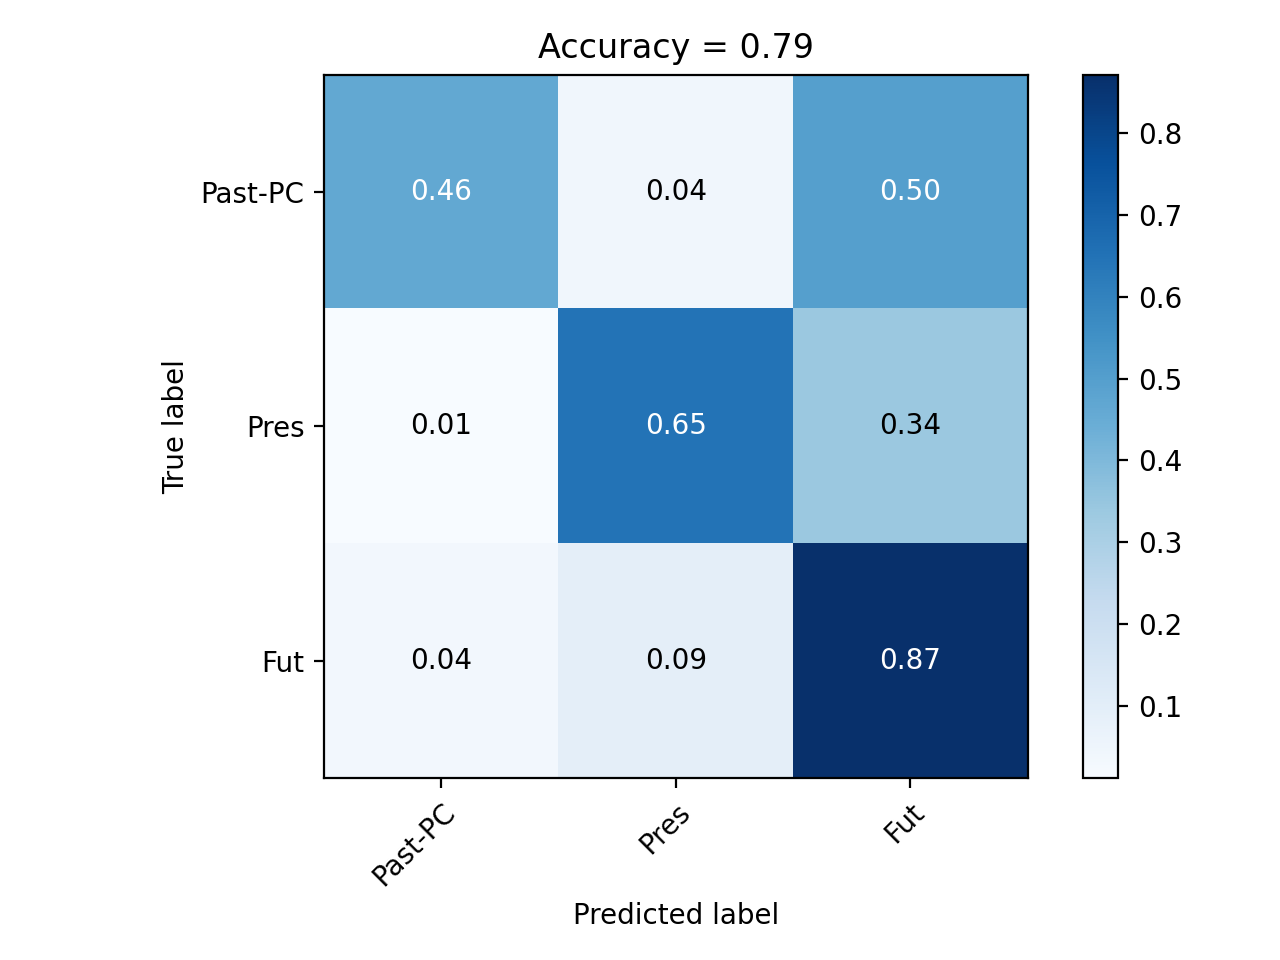 Accuracy = 0.79
Past-PC 0.46 0.04 0.50
Pres 0.01 0.65 0.34
Fut 0.04 0.09 0.87
True label
Past-PC Pres Fut
Predicted label
0.8
0.7
0.6
0.5
0.4
0.3
0.2
0.1